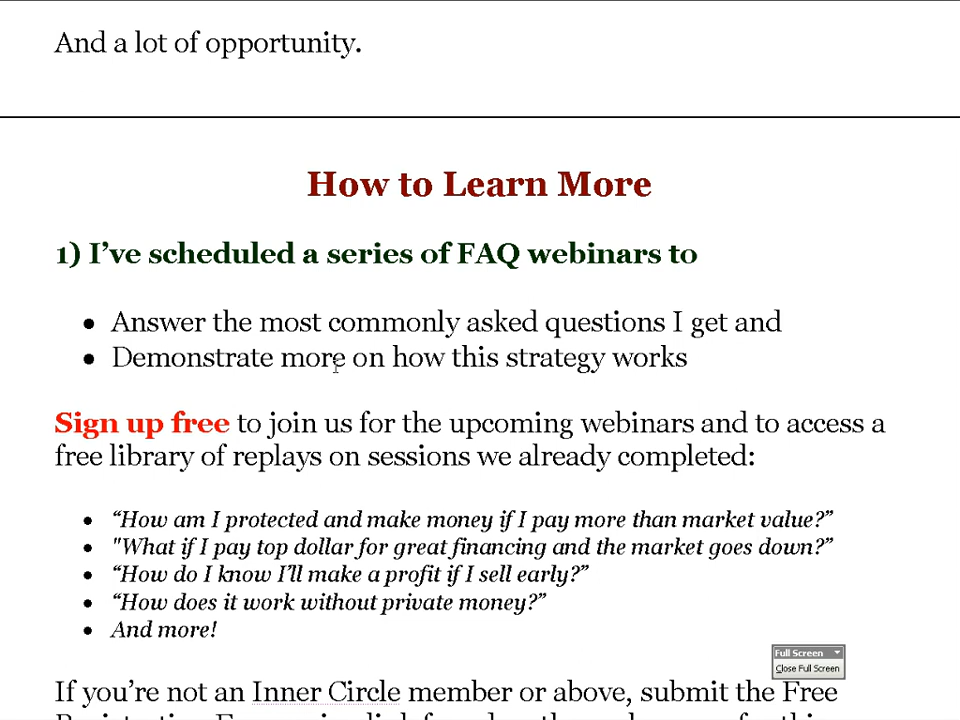 And a lot of opportunity.
How to Learn More
1) I’ve scheduled a series of FAQ webinars to
• Answer the most commonly asked questions I get and
• Demonstrate more on how this strategy works
Sign up free to join us for the upcoming webinars and to access a
free library of replays on sessions we already completed:
• “How am I protected and make money if I pay more than market value?”
• "What if I pay top dollar for great financing and the market goes down?”
• “How do I know I’ll make a profit if I sell early?”
• “How does it work without private money?”
• And more!
Full Screen
Close Full Screen
If you’re not an Inner Circle member or above, submit the Free